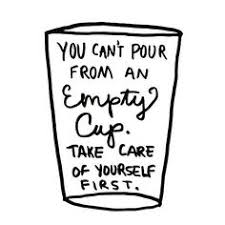 YOU CAN'T POUR
FROM AN
Empty
Cup.
TAKE CARE
OF YOURSELF
FIRST.